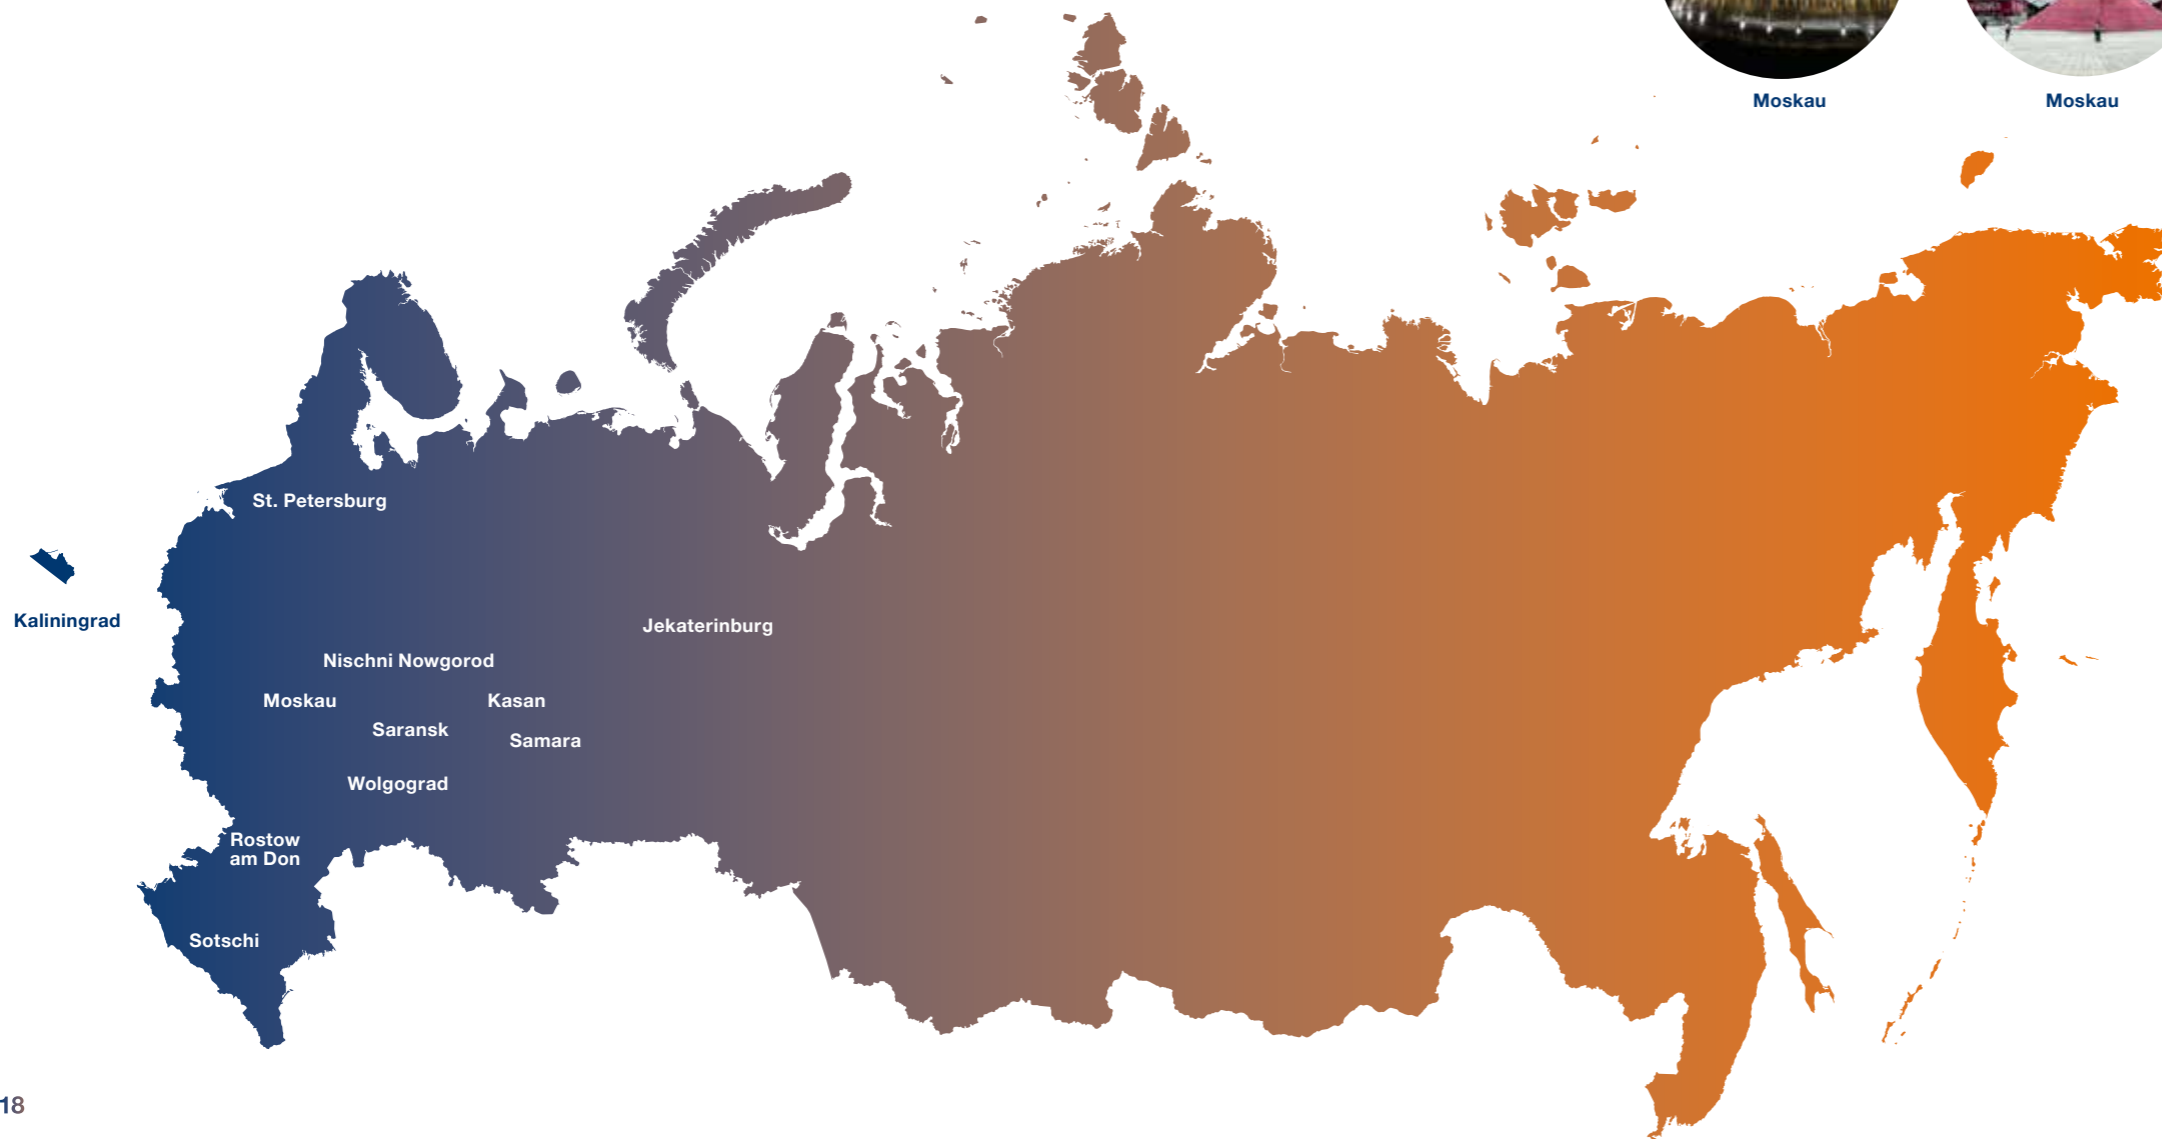 Moskau
Moskau
St. Petersburg
Kaliningrad
Jekaterinburg
Nischni Nowgorod
Moskau
Kasan
Saransk
Samara
Wolgograd
Rostow
am Don
Sotschi
18